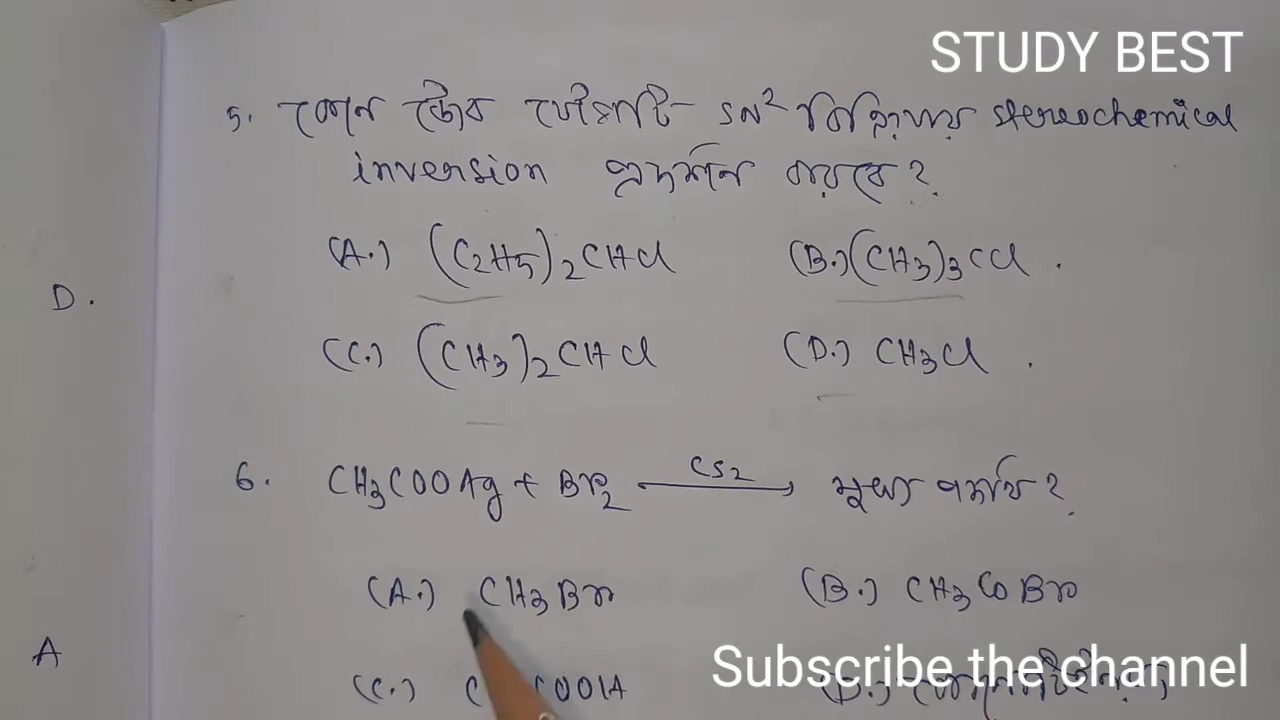 STUDY BEST
5. কোন জৈব যৌগটি SN² বিক্রিয়ায় stereochemical
inversion প্রদর্শন করবে?
(A.) (C2H5)2CHCl (B.) (CH3)3CCl.
D.
(C.) (CH3)2CHCl (D.) CH3Cl.
6. CH3COOAg + Br2 CS2 মুখ্য পদার্থ?
(A.) CH3Br (B.) CH3COBr
A
Subscribe the channel
(C.) COOH (D.)